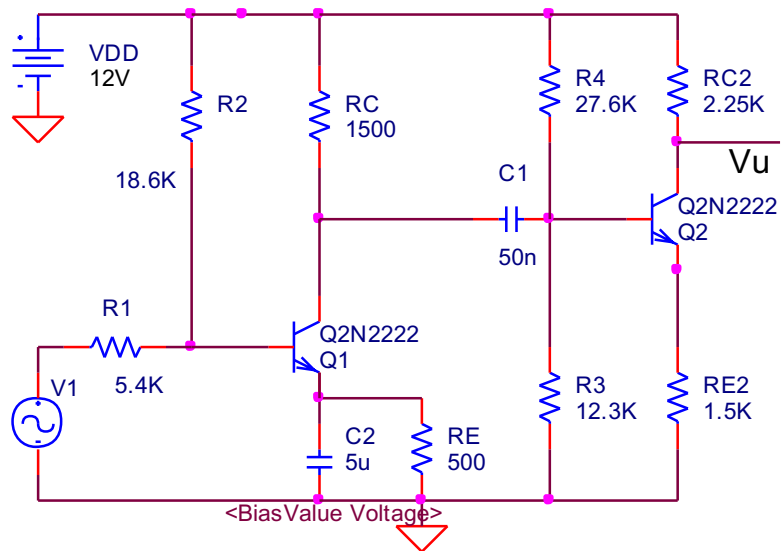 VDD
12V
R2
18.6K
RC
1500
R4
27.6K
RC2
2.25K
Vu
C1
50n
Q2N2222
Q2
R1
5.4K
Q2N2222
Q1
V1
R3
12.3K
RE2
1.5K
C2
5u
RE
500
<BiasValue Voltage>